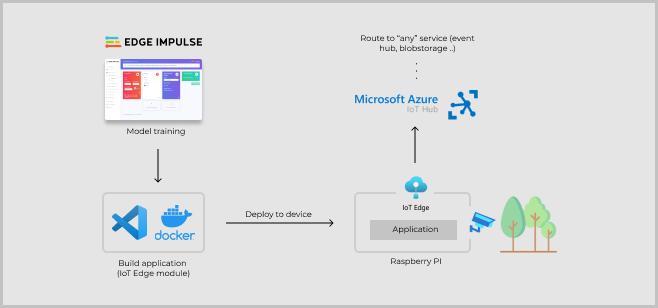 EDGE IMPULSE
Model training
Build application
(IoT Edge module)
docker
Deploy to device
Route to “any” service (event
hub, blobstorage ..)
Microsoft Azure
IoT Hub
IoT Edge
Application
Raspberry PI